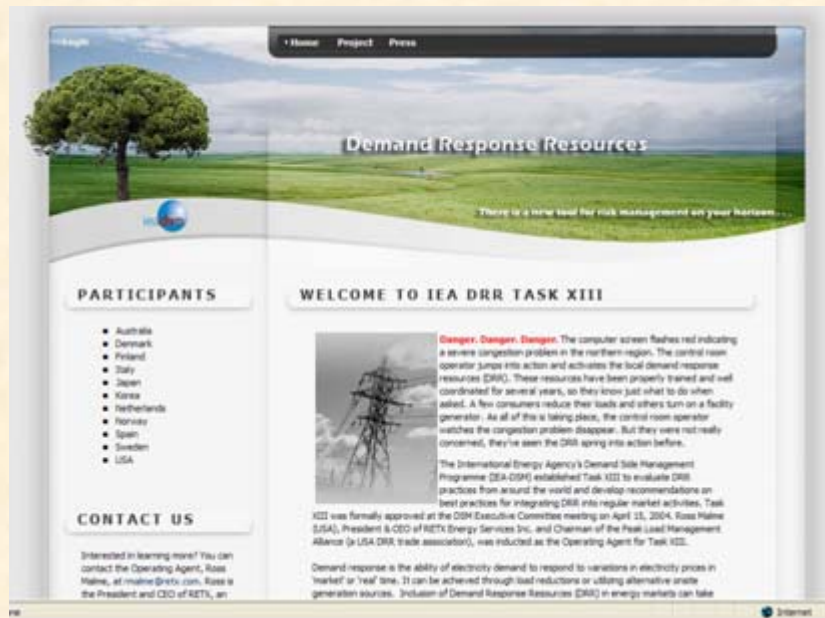 Login
Home Project Press
Demand Response Resources
There is a new tool for risk management on your horizon...
PARTICIPANTS
Australia
Denmark
Finland
Italy
Japan
Korea
Netherlands
Norway
Spain
Sweden
USA
CONTACT US
Interested in learning more? You can
contact the Operating Agent, Ross
Malme, at rmalme@retx.com. Ross is
the President and CEO of RETX, an
WELCOME TO IEA DRR TASK XIII
Danger. Danger. Danger. The computer screen flashes red indicating
a severe congestion problem in the northern region. The control room
operator jumps into action and activates the local demand response
resources (DRR). These resources have been properly trained and well
coordinated for several years, so they know just what to do when
asked. A few consumers reduce their loads and others turn on a facility
generator. As all of this is taking place, the control room operator
watches the congestion problem disappear. But they were not really
concerned, they've seen the DRR spring into action before.
The International Energy Agency's Demand Side Management
Programme (IEA-DSM) established Task XIII to evaluate DRR
practices from around the world and develop recommendations on
best practices for integrating DRR into regular market activities. Task
XIII was formally approved at the DSM Executive Committee meeting on April 15, 2004. Ross Malme
(USA), President & CEO of RETX Energy Services Inc. and Chairman of the Peak Load Management
Alliance (a USA DRR trade association), was inducted as the Operating Agent for Task XIII.
Demand response is the ability of electricity demand to respond to variations in electricity prices in
'market' or 'real' time. It can be achieved through load reductions or utilizing alternative onsite
generation sources. Inclusion of Demand Response Resources (DRR) in energy markets can take
Internet